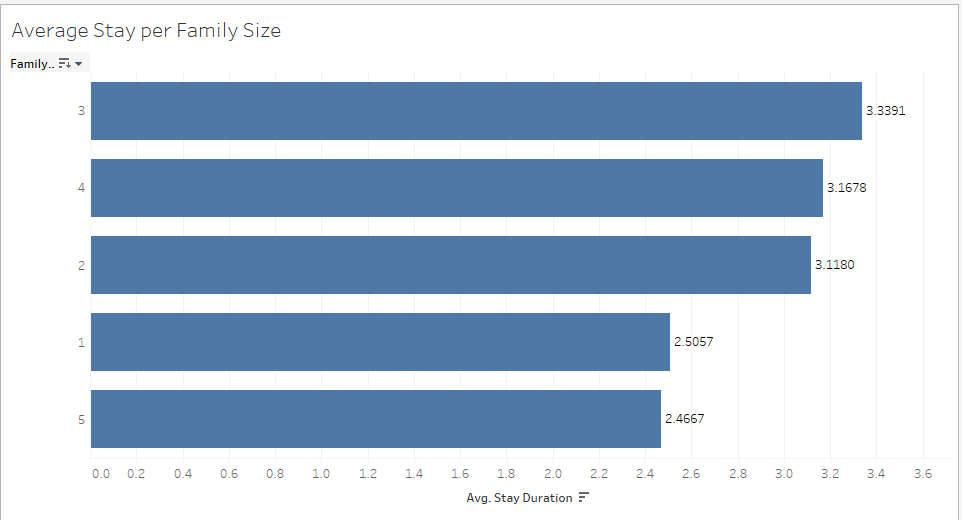 Average Stay per Family Size
Family..
3 3.3391
4 3.1678
2 3.1180
1 2.5057
5 2.4667
0.0 0.2 0.4 0.6 0.8 1.0 1.2 1.4 1.6 1.8 2.0 2.2 2.4 2.6 2.8 3.0 3.2 3.4 3.6
Avg. Stay Duration